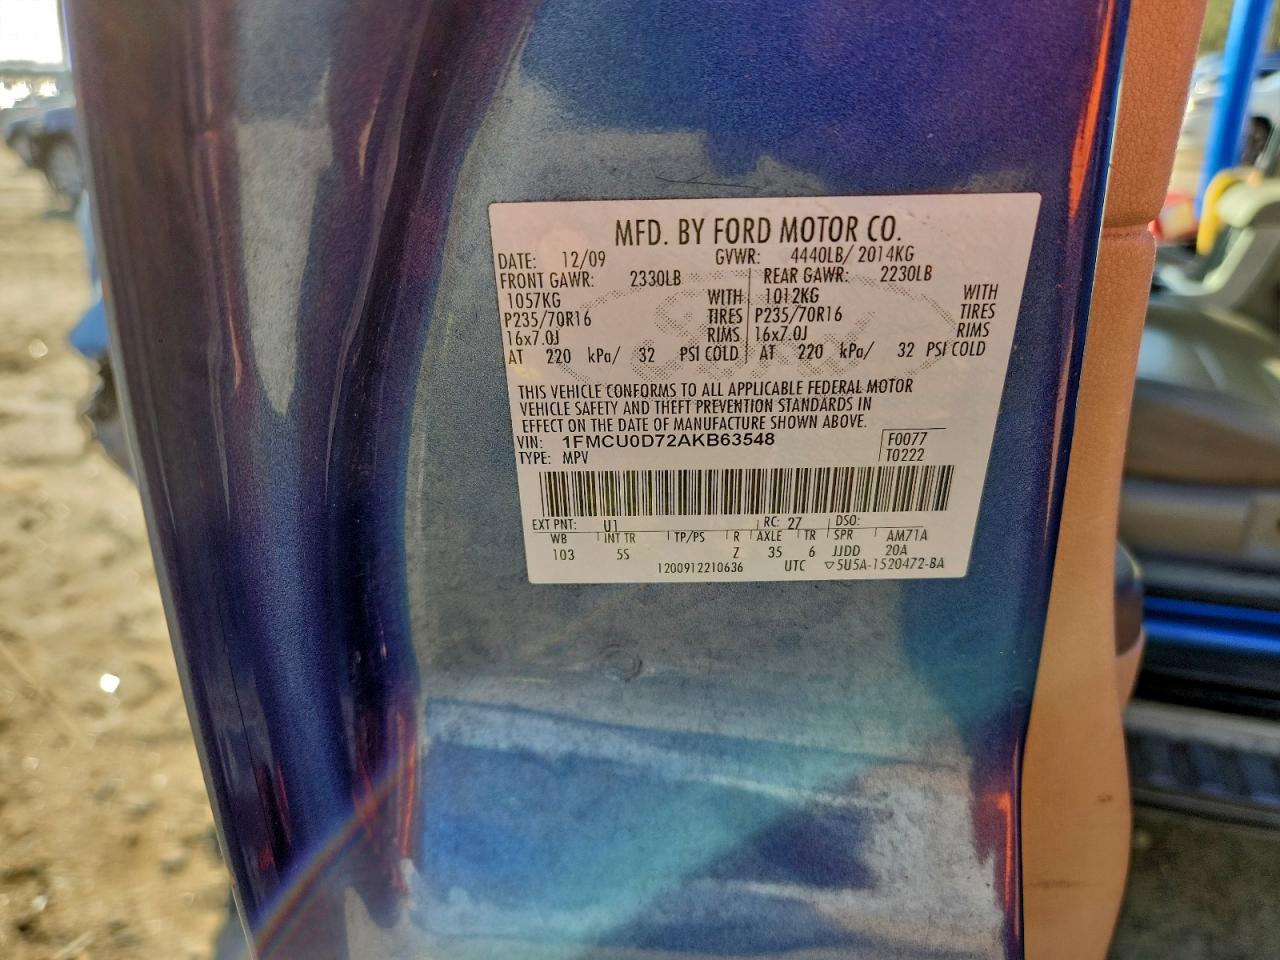 MFD. BY FORD MOTOR CO.
DATE: 12/09 GVWR: 4440LB/ 2014KG
FRONT GAWR: 2330LB REAR GAWR: 2230LB
1057KG WITH 1012KG WITH
P235/70R16 TIRES P235/70R16 TIRES
16x7.0J RIMS 16x7.0J RIMS
AT 220 kPa/ 32 PSI COLD AT 220 kPa/ 32 PSI COLD
THIS VEHICLE CONFORMS TO ALL APPLICABLE FEDERAL MOTOR
VEHICLE SAFETY AND THEFT PREVENTION STANDARDS IN
EFFECT ON THE DATE OF MANUFACTURE SHOWN ABOVE.
VIN: 1FMCU0D72AKB63548 F0077
TYPE: MPV T0222
EXT PNT: U1 RC: 27 DSO:
WB INT TR TP/PS R AXLE TR SPR AM71A
103 5S Z 35 6 JJDD 20A
1200912210636 UTC ▽5U5A-1520472-BA